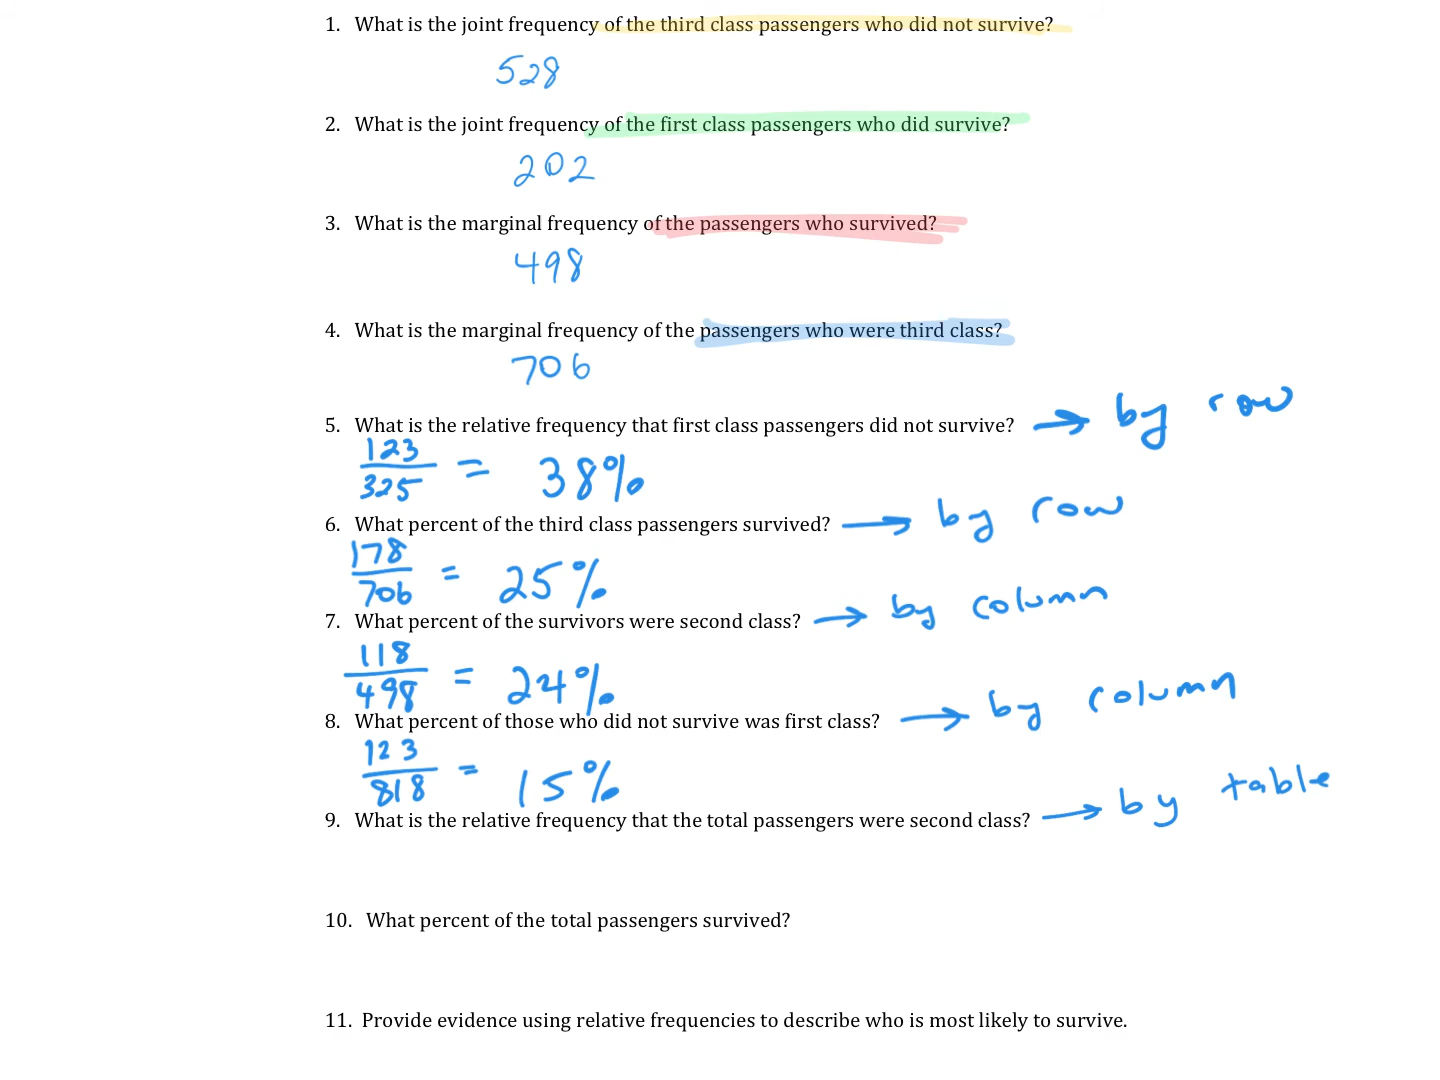 1. What is the joint frequency of the third class passengers who did not survive?
528
2. What is the joint frequency of the first class passengers who did survive?
202
3. What is the marginal frequency of the passengers who survived?
498
4. What is the marginal frequency of the passengers who were third class?
706
5. What is the relative frequency that first class passengers did not survive? → by row
123/325 = 38%
6. What percent of the third class passengers survived? → by row
178/706 = 25%
7. What percent of the survivors were second class? → by column
118/498 = 24%
8. What percent of those who did not survive was first class? → by column
123/818 = 15%
9. What is the relative frequency that the total passengers were second class? → by table
10. What percent of the total passengers survived?
11. Provide evidence using relative frequencies to describe who is most likely to survive.